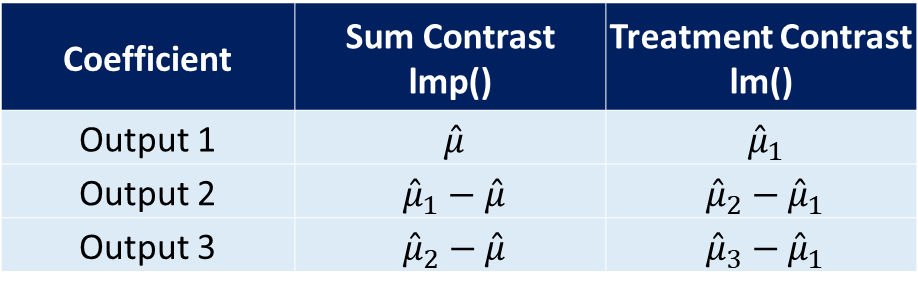 Coefficient Sum Contrast lmp() Treatment Contrast lm()
Output 1 μ̂ μ̂₁
Output 2 μ̂₁ − μ̂ μ̂₂ − μ̂₁
Output 3 μ̂₂ − μ̂ μ̂₃ − μ̂₁